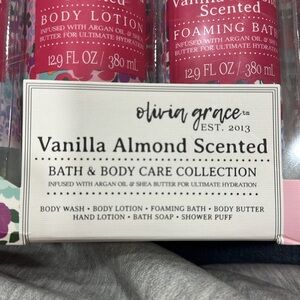 Scented
BODY LOTION
INFUSED WITH ARGAN OIL & SHEA
BUTTER FOR ULTIMATE HYDRATION
12.9 FL OZ / 380 mL
Scented
FOAMING BATH
INFUSED WITH ARGAN OIL & SHEA
BUTTER FOR ULTIMATE HYDRATION
12.9 FL OZ / 380 mL
olivia grace™
EST. 2013
Vanilla Almond Scented
BATH & BODY CARE COLLECTION
INFUSED WITH ARGAN OIL & SHEA BUTTER FOR ULTIMATE HYDRATION
BODY WASH • BODY LOTION • FOAMING BATH • BODY BUTTER
HAND LOTION • BATH SOAP • SHOWER PUFF